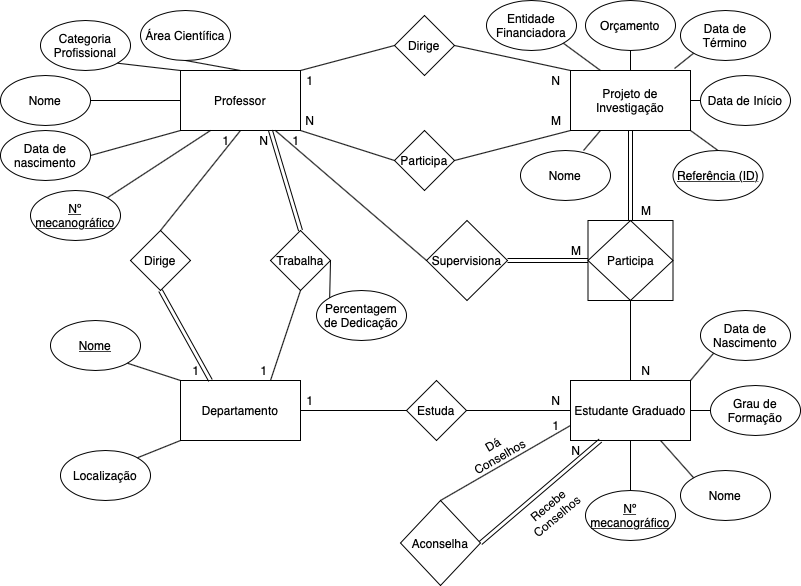 Categoria
Profissional
Área Científica
Dirige
Entidade
Financiadora
Orçamento
Data de
Término
Nome
Professor
1
N
Projeto de
Investigação
Data de Início
Data de
nascimento
N
M
Participa
1
N
1
Nome
Referência (ID)
Nº
mecanográfico
M
Dirige
Trabalha
Supervisiona
M
Participa
Percentagem
de Dedicação
Nome
Data de
Nascimento
1
1
N
Departamento
1
Estuda
N
Estudante Graduado
Grau de
Formação
1
Dá
Conselhos
N
Localização
Recebe
Conselhos
Nº
mecanográfico
Nome
Aconselha